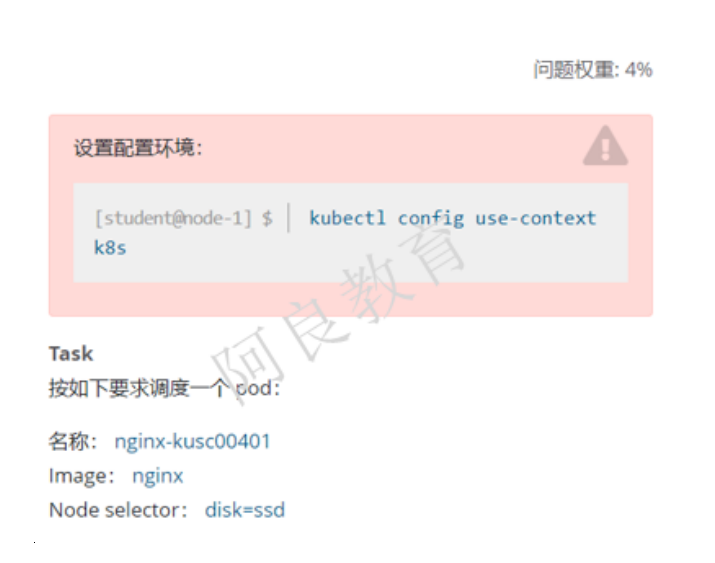 问题权重: 4%
设置配置环境:
[student@node-1] $ | kubectl config use-context
k8s
阿良教育
Task
按如下要求调度一个 pod:
名称: nginx-kusc00401
Image: nginx
Node selector: disk=ssd